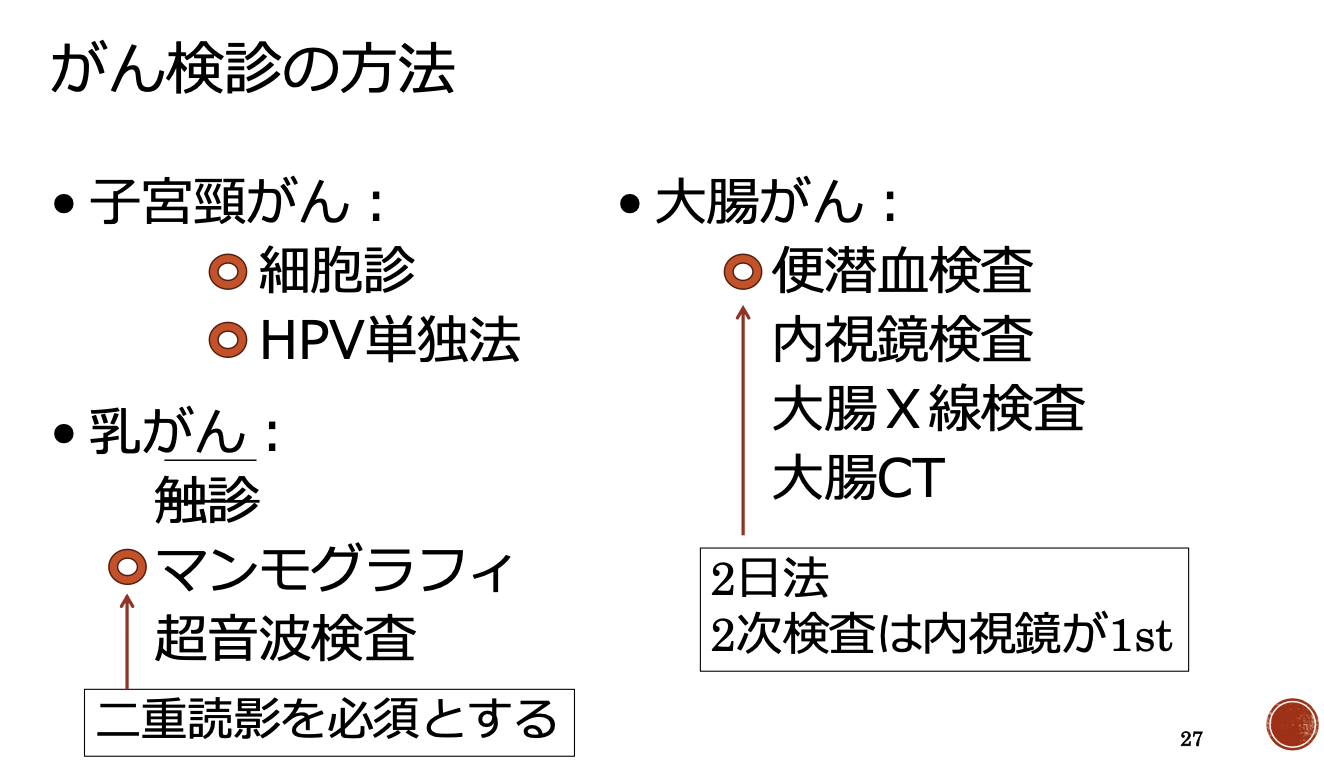 がん検診の方法
• 子宮頸がん：
細胞診
HPV単独法
• 乳がん：
触診
マンモグラフィ
超音波検査
二重読影を必須とする
• 大腸がん：
便潜血検査
内視鏡検査
大腸X線検査
大腸CT
2日法
2次検査は内視鏡が1st
27